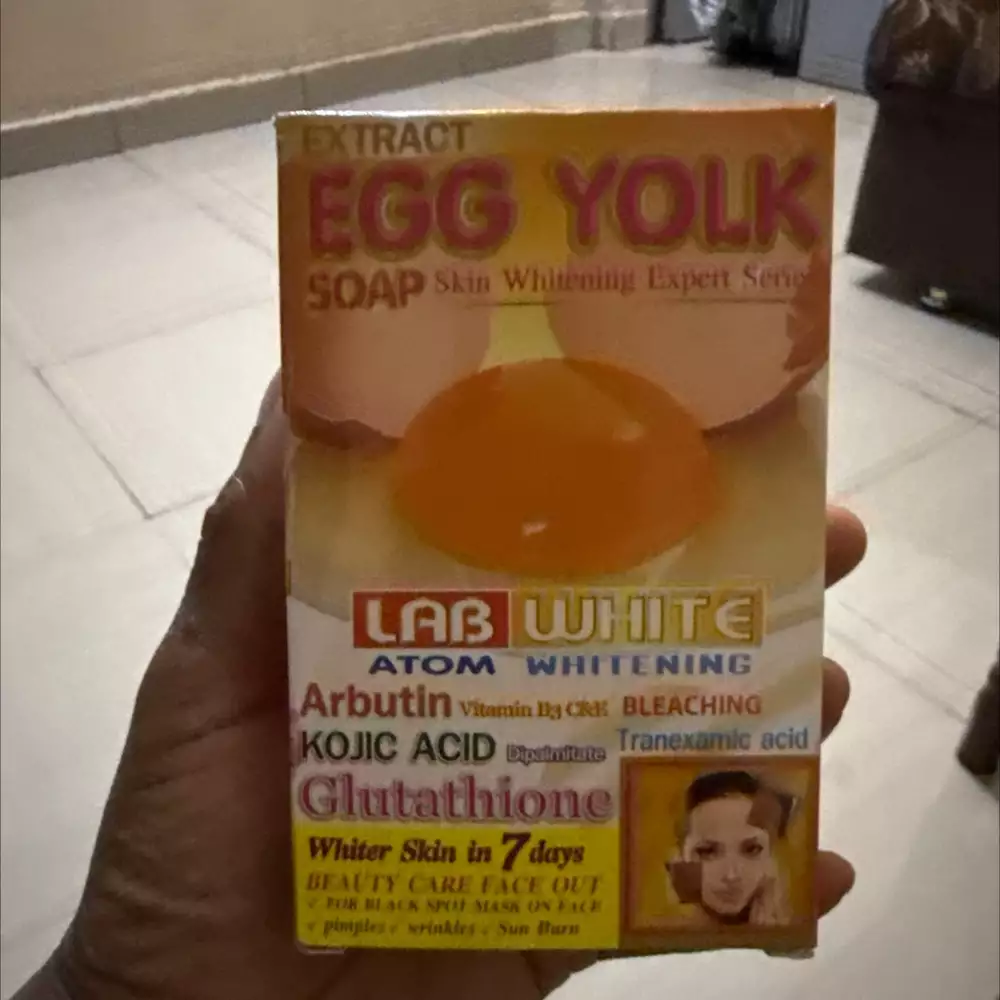 EXTRACT
EGG YOLK
SOAP Skin Whitening Expert Serie
LAB WHITE
ATOM WHITENING
Arbutin Vitamin B3 C&E BLEACHING
KOJIC ACID Dipalmitate Tranexamic acid
Glutathione
Whiter Skin in 7 days
BEAUTY CARE FACE OUT
✓ FOR BLACK SPOT MASK ON FACE
✓ pimples ✓ wrinkles ✓ Sun Burn